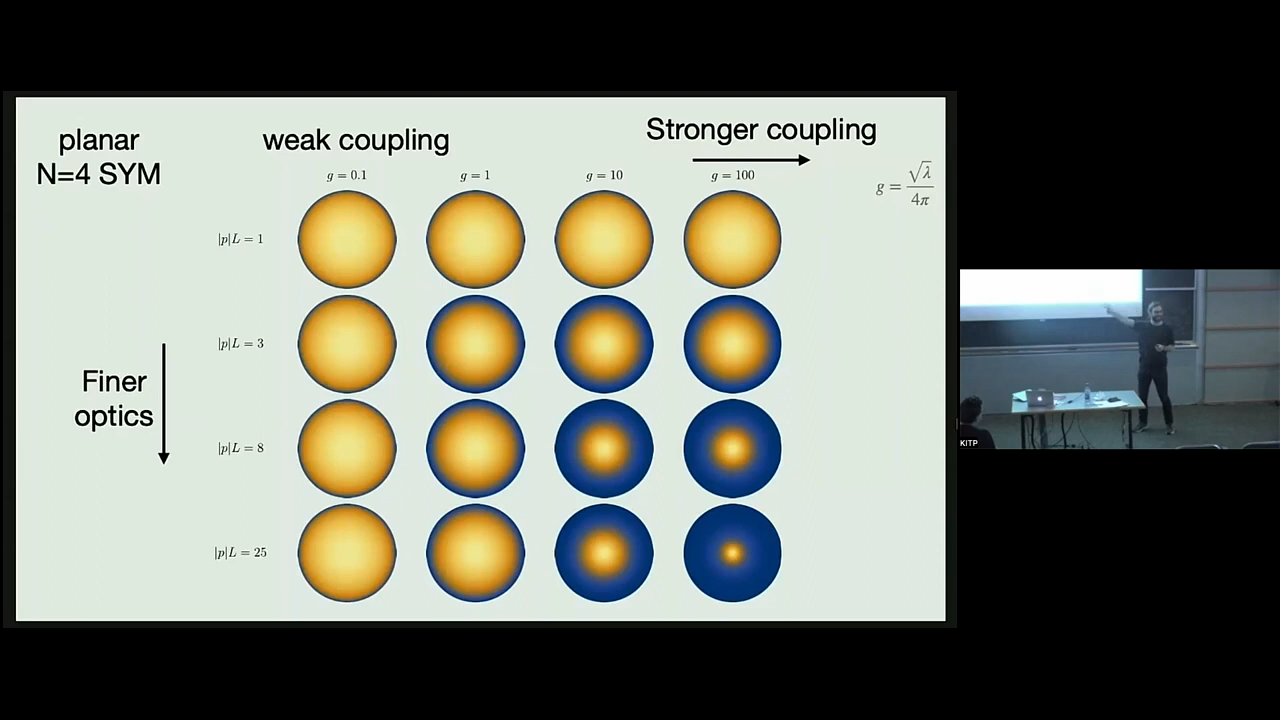 planar
N=4 SYM
weak coupling
Stronger coupling
g = 0.1
g = 1
g = 10
g = 100
g = √λ / 4π
|p|L = 1
|p|L = 3
Finer
optics
|p|L = 8
|p|L = 25
KITP